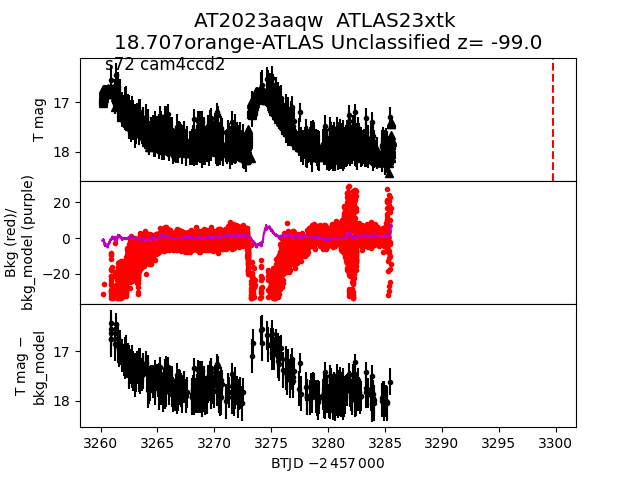 AT2023aaqw ATLAS23xtk
18.707orange-ATLAS Unclassified z= -99.0
s72 cam4ccd2
T mag
17
18
Bkg (red)/
bkg_model (purple)
20
0
−20
T mag −
bkg_model
17
18
3260 3265 3270 3275 3280 3285 3290 3295 3300
BTJD −2 457 000